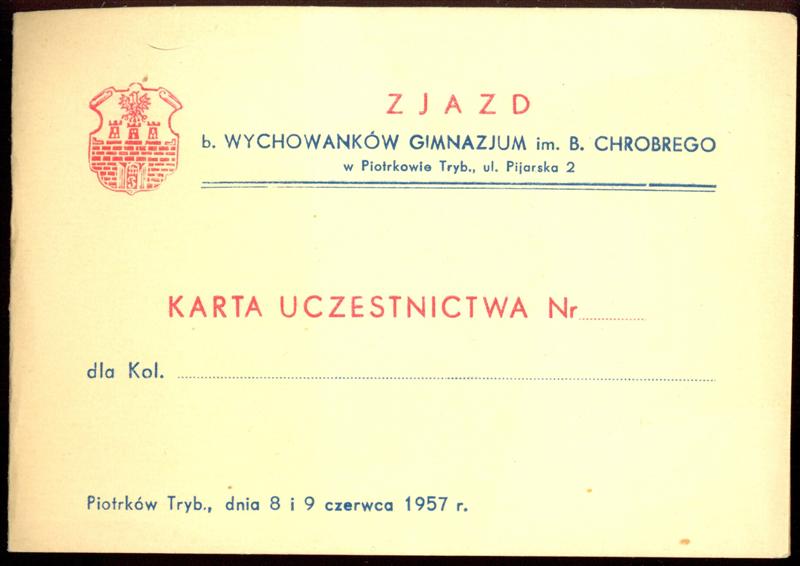 ZJAZD
b. WYCHOWANKÓW GIMNAZJUM im. B. CHROBREGO
w Piotrkowie Tryb., ul. Pijarska 2
KARTA UCZESTNICTWA Nr
dla Kol.
Piotrków Tryb., dnia 8 i 9 czerwca 1957 r.